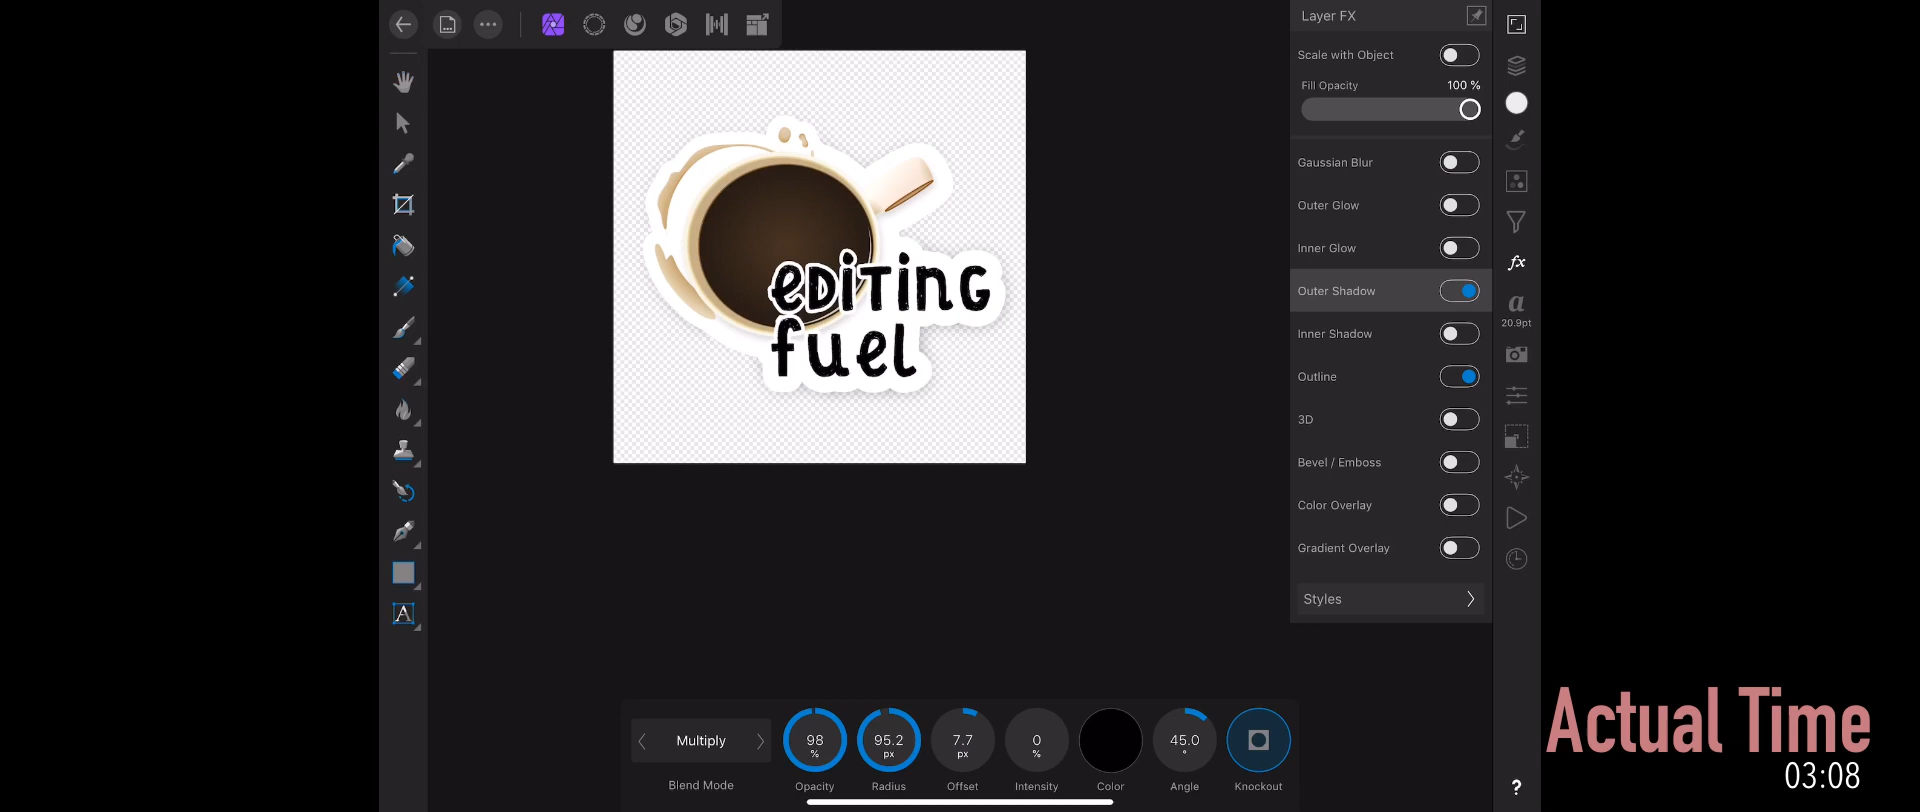 Layer FX
Scale with Object
Fill Opacity 100 %
Gaussian Blur
Outer Glow
Inner Glow
Outer Shadow
Inner Shadow
Outline
3D
Bevel / Emboss
Color Overlay
Gradient Overlay
Styles
fx
a
20.9pt
?
A
editing
fuel
Multiply
Blend Mode
98 %
Opacity
95.2 px
Radius
7.7 px
Offset
0 %
Intensity
Color
45.0 °
Angle
Knockout
Actual Time
03:08